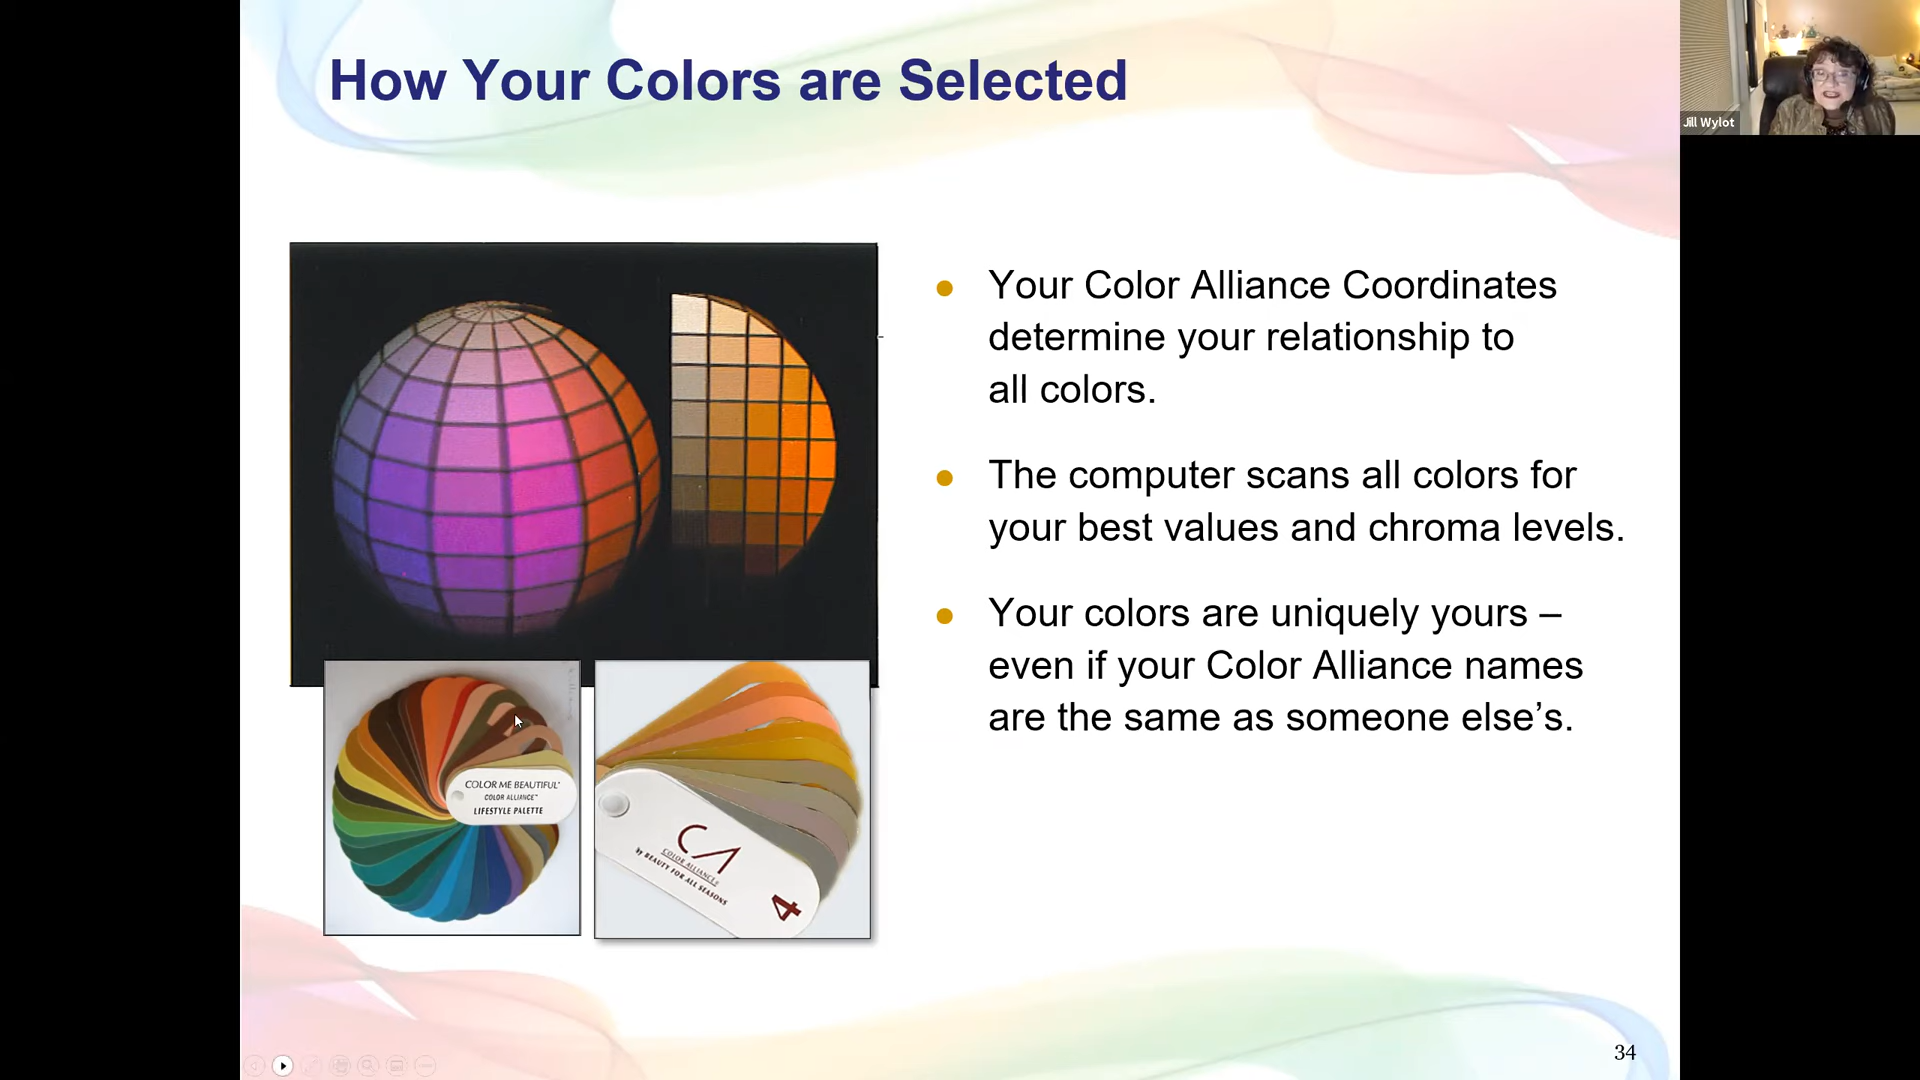 How Your Colors are Selected
Jill Wylot
Your Color Alliance Coordinates
determine your relationship to
all colors.
The computer scans all colors for
your best values and chroma levels.
Your colors are uniquely yours –
even if your Color Alliance names
are the same as someone else’s.
COLOR ME BEAUTIFUL
COLOR ALLIANCE™
LIFESTYLE PALETTE
CA
COLOR ALLIANCE
by BEAUTY FOR ALL SEASONS
4
34